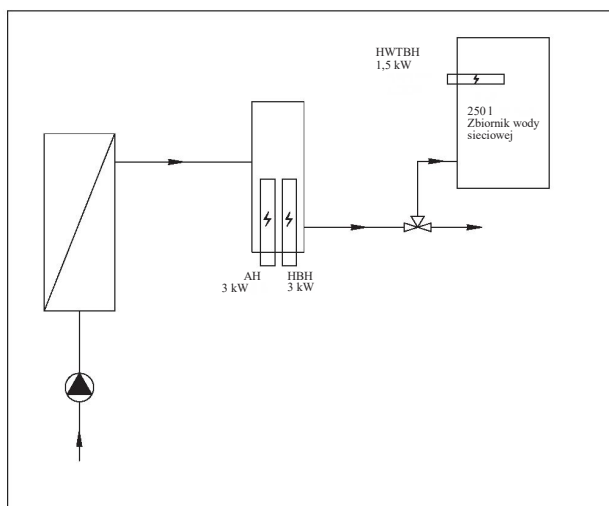 HWTBH
1,5 kW
250 l
Zbiornik wody
sieciowej
AH
3 kW
HBH
3 kW